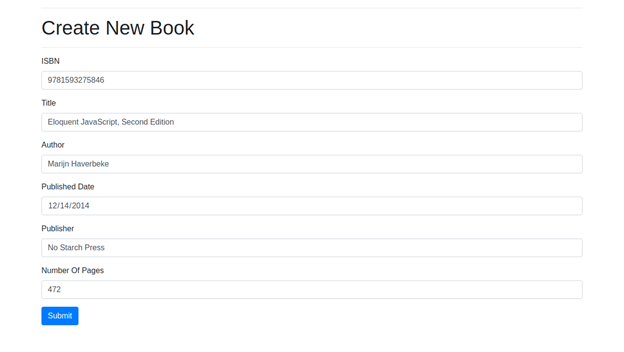 Create New Book
ISBN
9781593275846
Title
Eloquent JavaScript, Second Edition
Author
Marijn Haverbeke
Published Date
12/14/2014
Publisher
No Starch Press
Number Of Pages
472
Submit